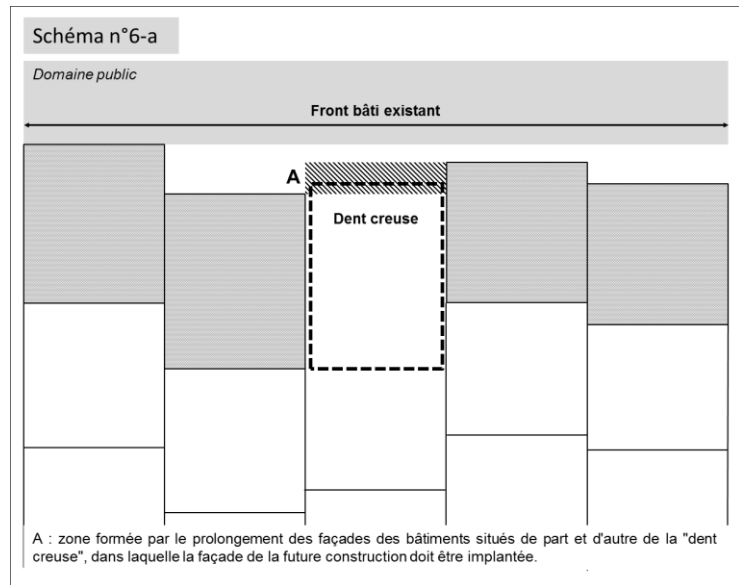 Schéma n°6-a
Domaine public
Front bâti existant
A
Dent creuse
A : zone formée par le prolongement des façades des bâtiments situés de part et d'autre de la "dent
creuse", dans laquelle la façade de la future construction doit être implantée.